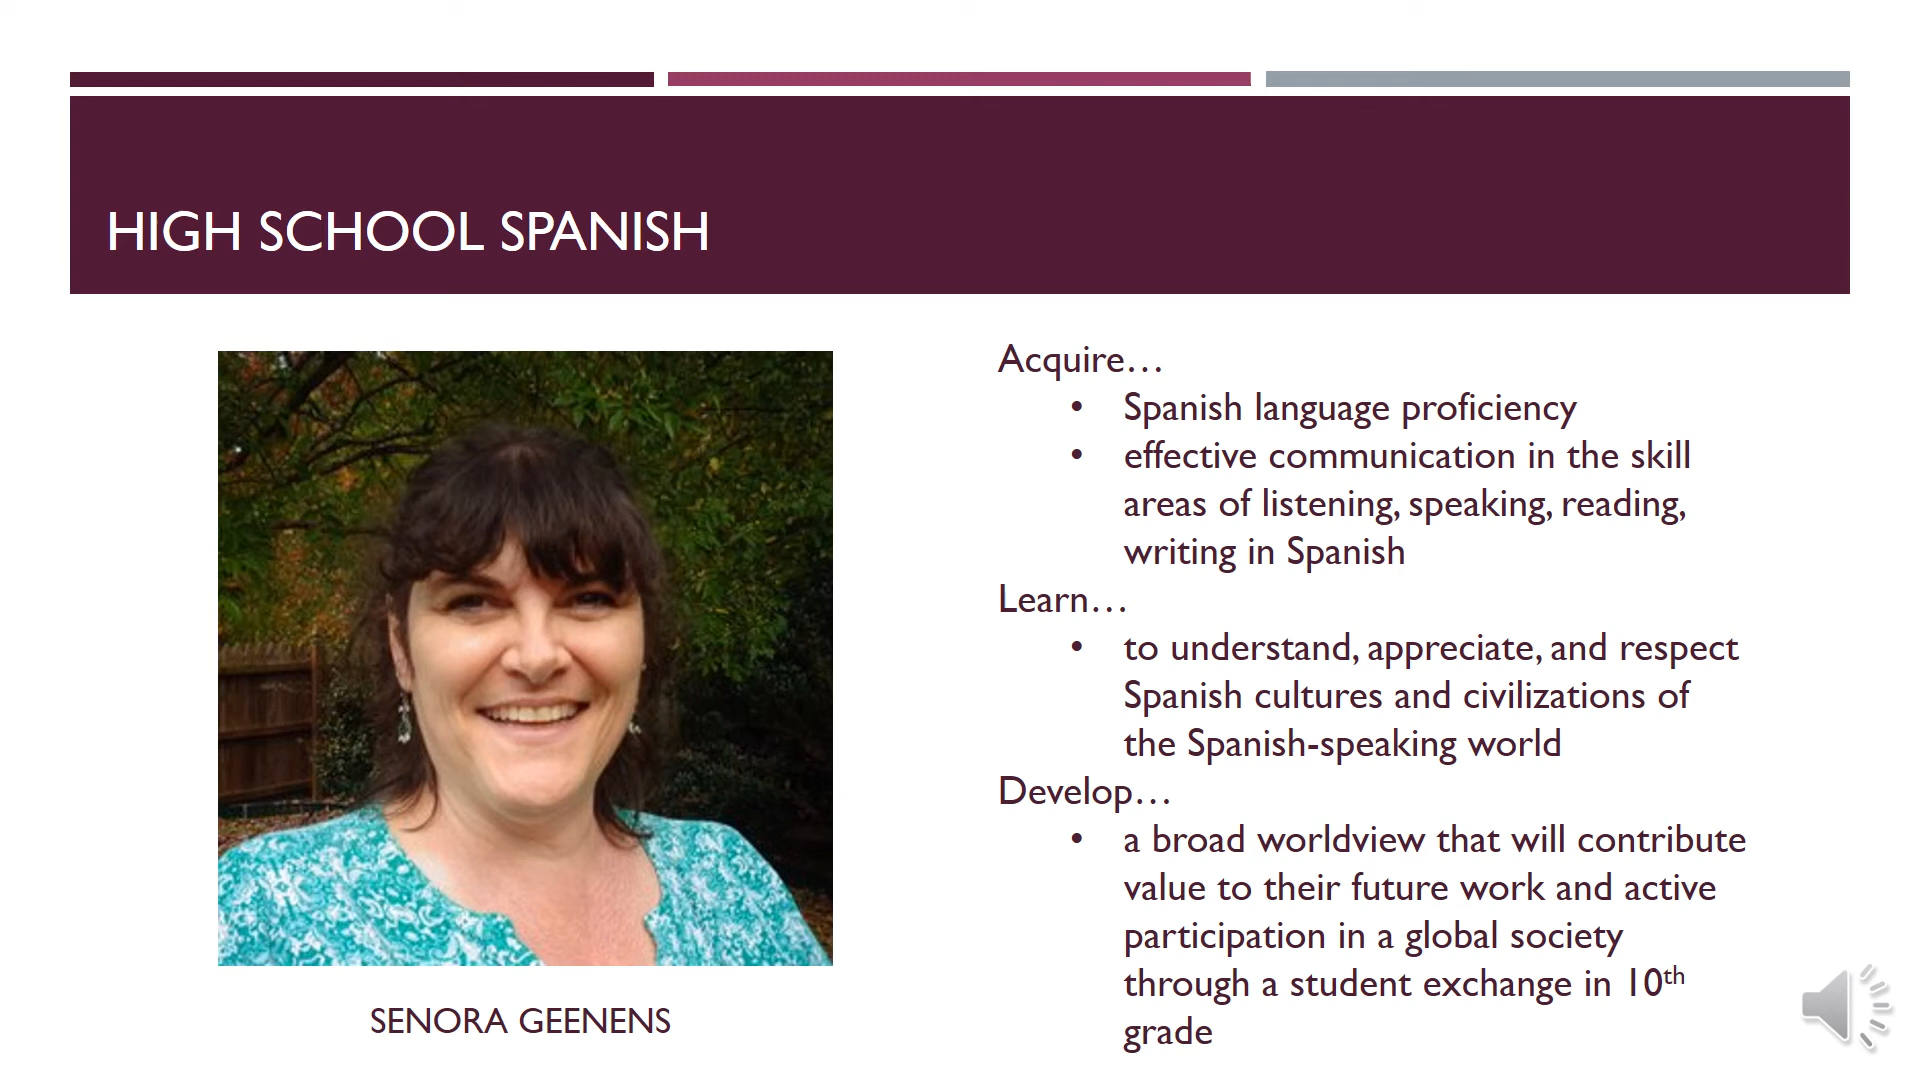 HIGH SCHOOL SPANISH
Acquire…
• Spanish language proficiency
• effective communication in the skill
areas of listening, speaking, reading,
writing in Spanish
Learn…
• to understand, appreciate, and respect
Spanish cultures and civilizations of
the Spanish-speaking world
Develop…
• a broad worldview that will contribute
value to their future work and active
participation in a global society
through a student exchange in 10th
grade
SENORA GEENENS